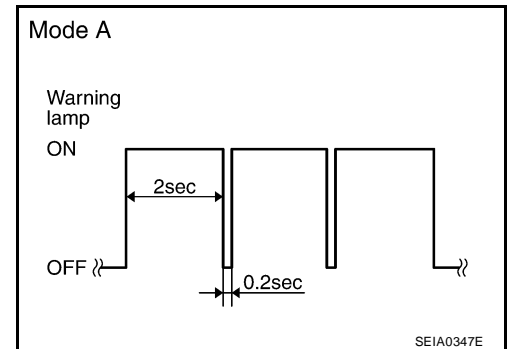 Mode A
Warning
lamp
ON
2sec
OFF
0.2sec
SEIA0347E